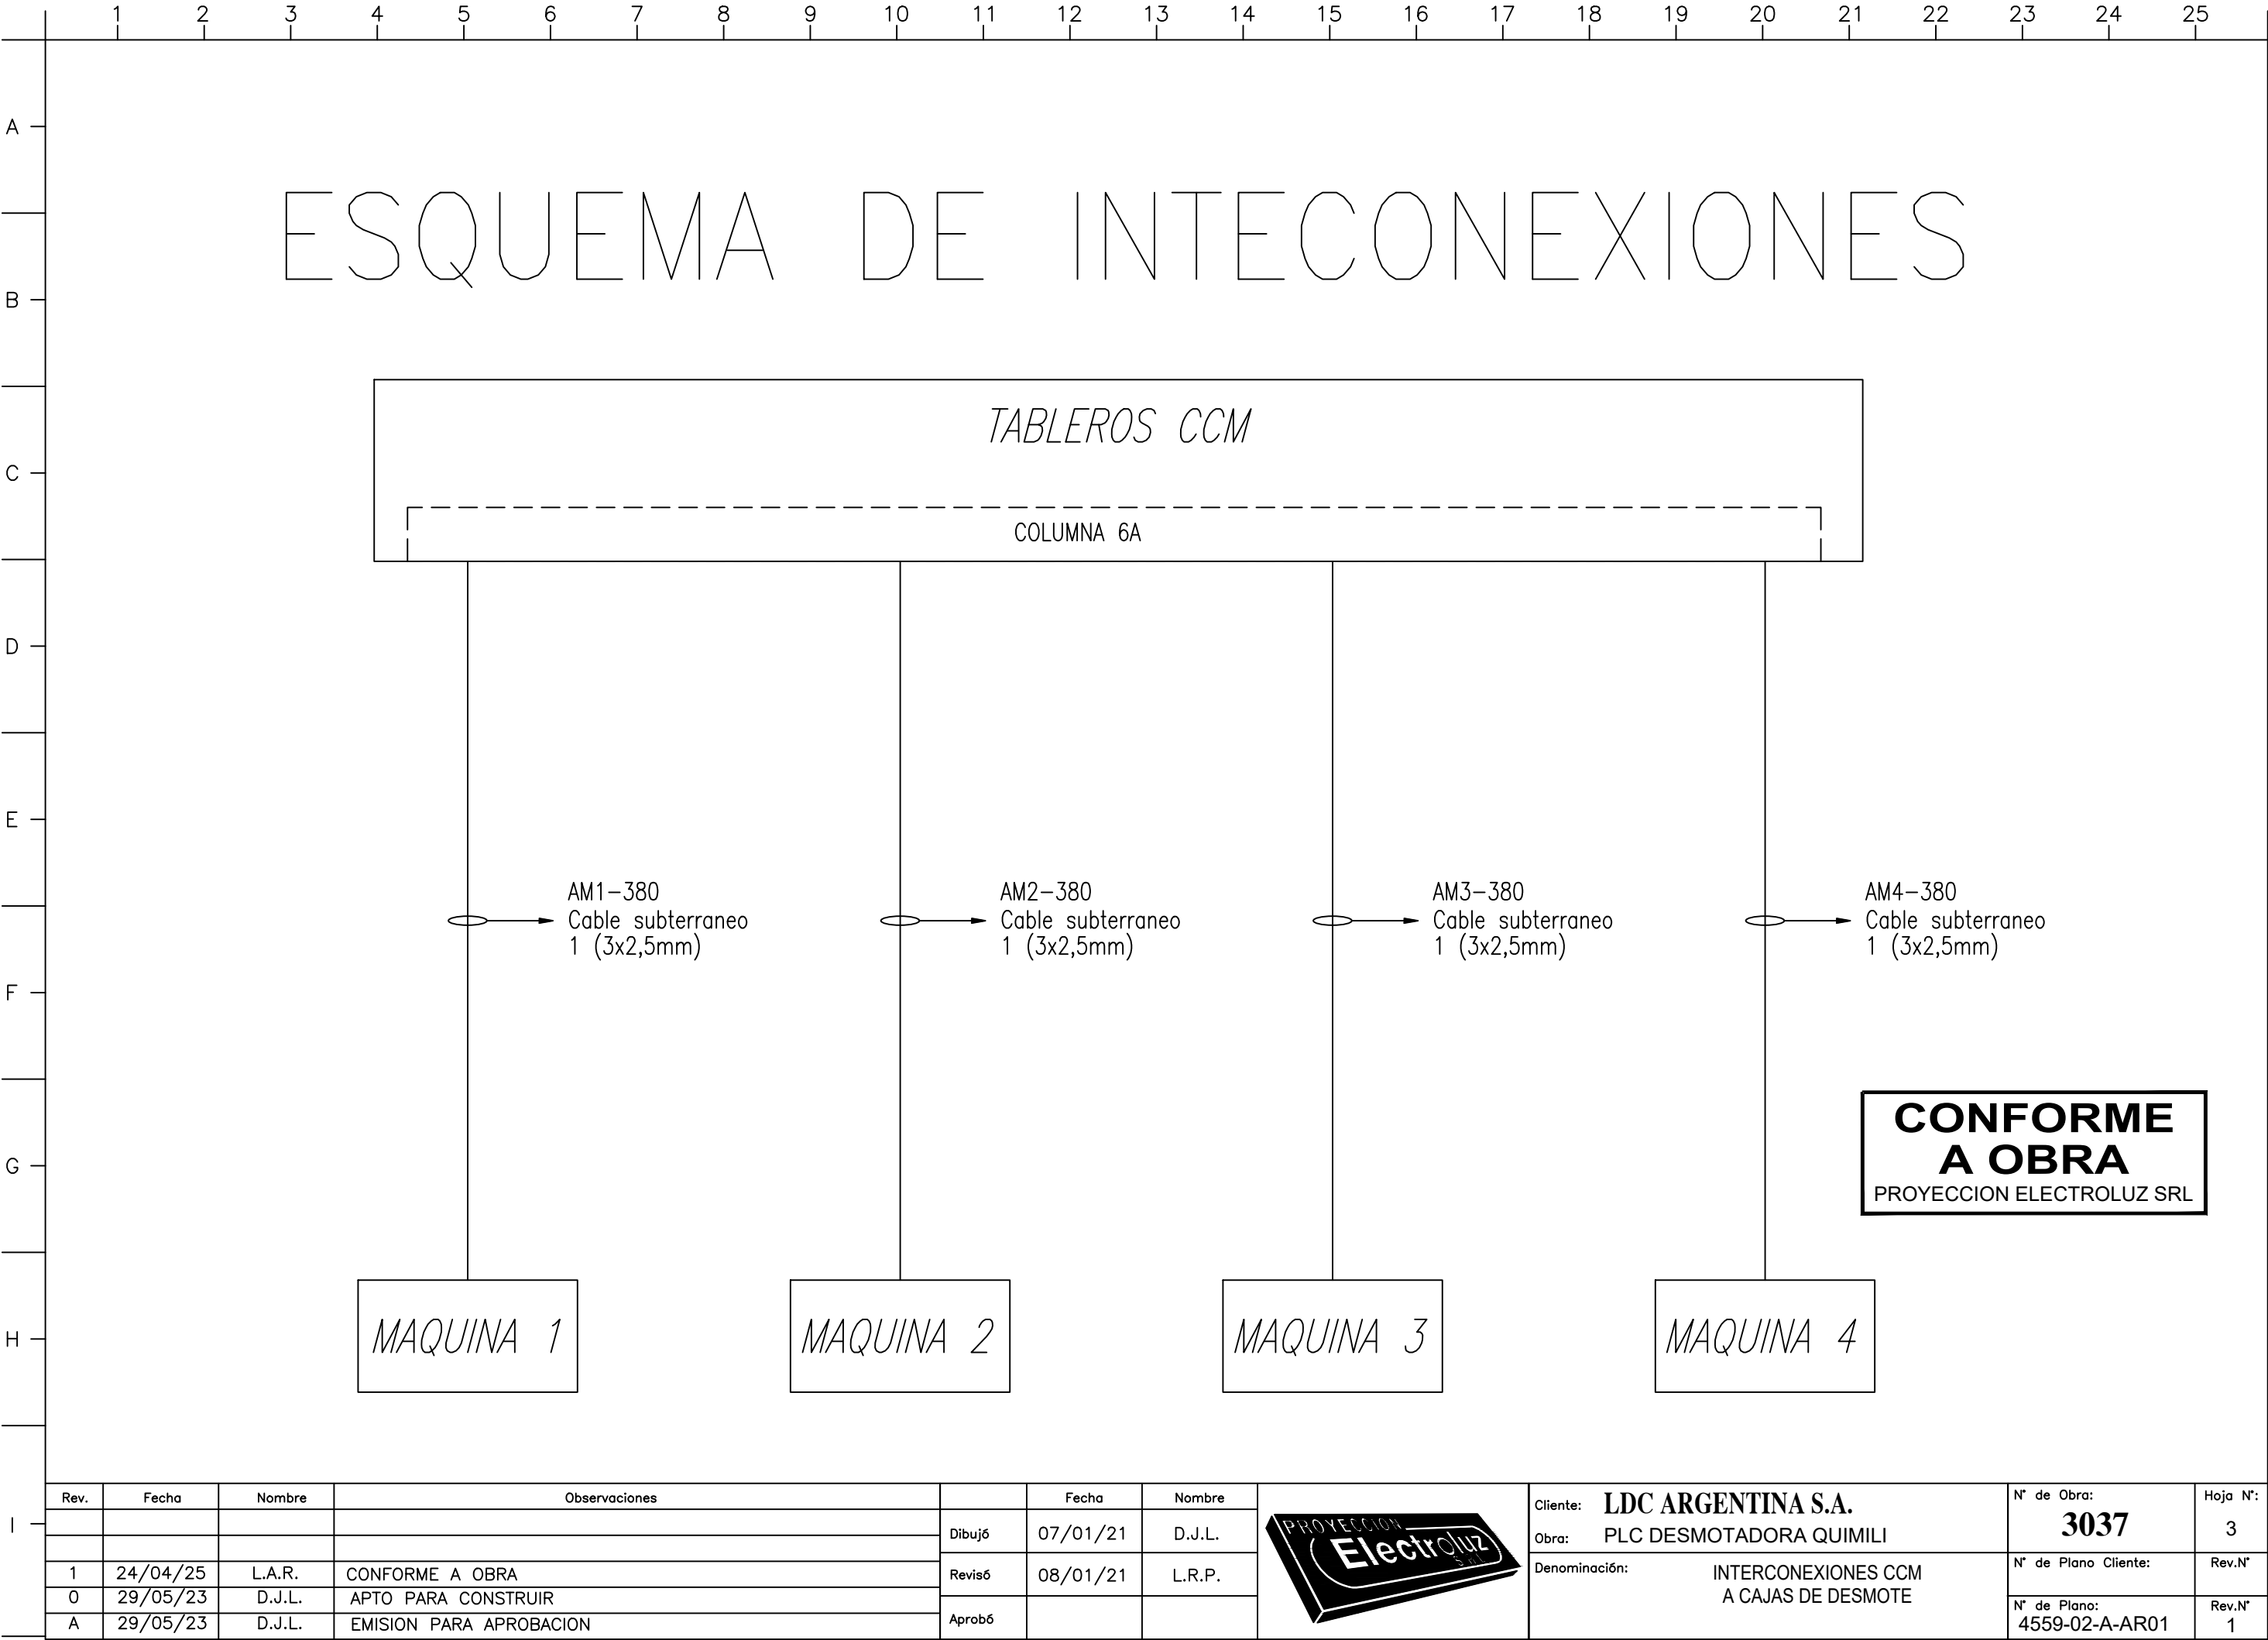 1 2 3 4 5 6 7 8 9 10 11 12 13 14 15 16 17 18 19 20 21 22 23 24 25
A
B
C
D
E
F
G
H
I
ESQUEMA DE INTECONEXIONES
TABLEROS CCM
COLUMNA 6A
AM1-380
Cable subterraneo
1 (3x2,5mm)
AM2-380
Cable subterraneo
1 (3x2,5mm)
AM3-380
Cable subterraneo
1 (3x2,5mm)
AM4-380
Cable subterraneo
1 (3x2,5mm)
CONFORME
A OBRA
PROYECCION ELECTROLUZ SRL
MAQUINA 1
MAQUINA 2
MAQUINA 3
MAQUINA 4
Rev. Fecha Nombre Observaciones
1 24/04/25 L.A.R. CONFORME A OBRA
0 29/05/23 D.J.L. APTO PARA CONSTRUIR
A 29/05/23 D.J.L. EMISION PARA APROBACION
Fecha Nombre
Dibujó 07/01/21 D.J.L.
Revisó 08/01/21 L.R.P.
Aprobó
PROYECCION
Electroluz
S.R.L.
Cliente: LDC ARGENTINA S.A.
Obra: PLC DESMOTADORA QUIMILI
Denominación: INTERCONEXIONES CCM
A CAJAS DE DESMOTE
N° de Obra:
3037
Hoja N°:
3
N° de Plano Cliente:
Rev.N°
N° de Plano:
4559-02-A-AR01
Rev.N°
1